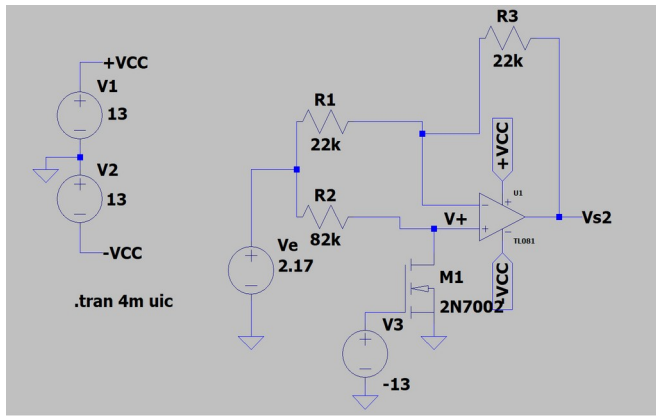 R3
22k
+VCC
V1
13
R1
22k
+VCC
V2
13
U1
R2
82k
V+
Vs2
TL081
-VCC
Ve
2.17
M1
2N7002
-VCC
.tran 4m uic
V3
-13